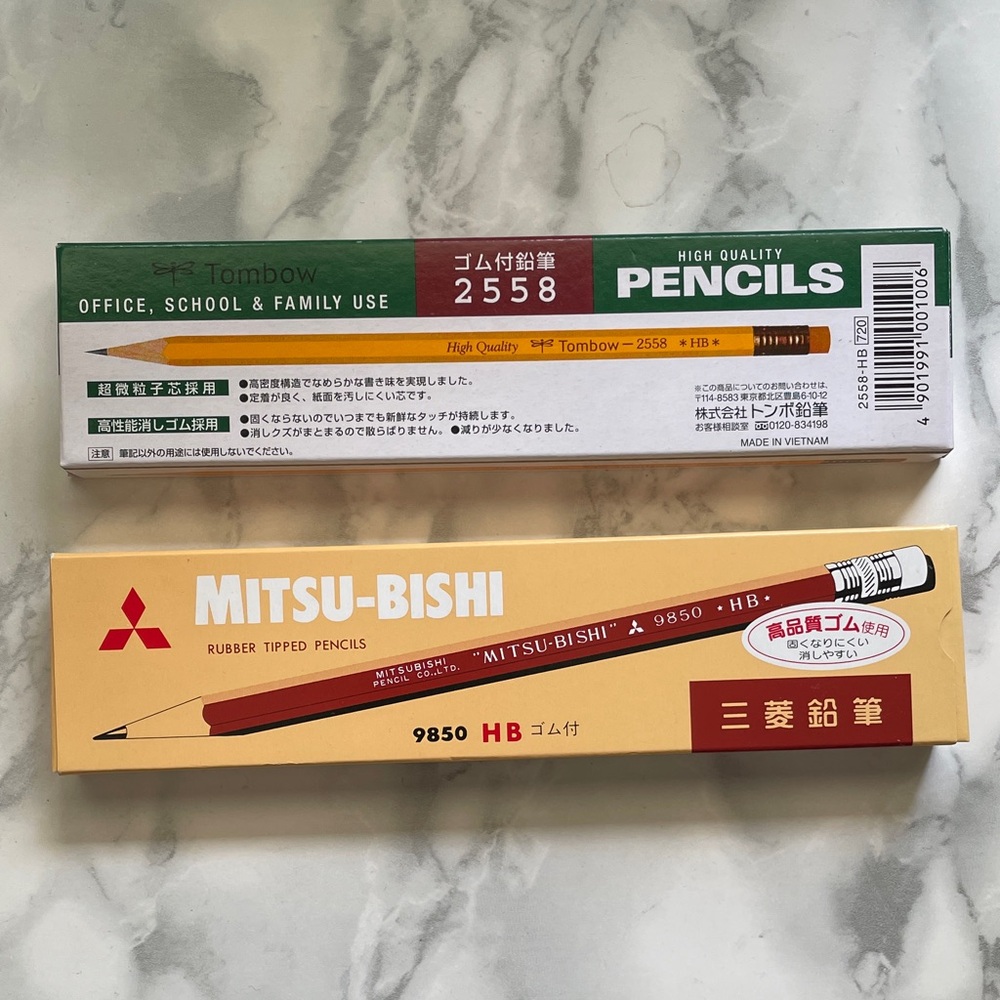 Tombow
OFFICE, SCHOOL & FAMILY USE
ゴム付鉛筆
2558
HIGH QUALITY
PENCILS
High Quality Tombow-2558 *HB*
超微粒子芯採用
●高密度構造でなめらかな書き味を実現しました。
●定着が良く、紙面を汚しにくい芯です。
高性能消しゴム採用
●固くならないのでいつまでも新鮮なタッチが持続します。
●消しクズがまとまるので散らばりません。●減りが少なくなりました。
注意 筆記以外の用途には使用しないでください。
※この商品についてのお問い合わせは、
〒114-8583 東京都北区豊島6-10-12
株式会社トンボ鉛筆
お客様相談室 0120-834198
MADE IN VIETNAM
2558-HB 720
4 901991 001006
MITSU-BISHI
RUBBER TIPPED PENCILS
MITSUBISHI
PENCIL CO.,LTD.
"MITSU-BISHI" 9850 *HB*
高品質ゴム使用
固くなりにくい
消しやすい
9850 HB ゴム付
三菱鉛筆